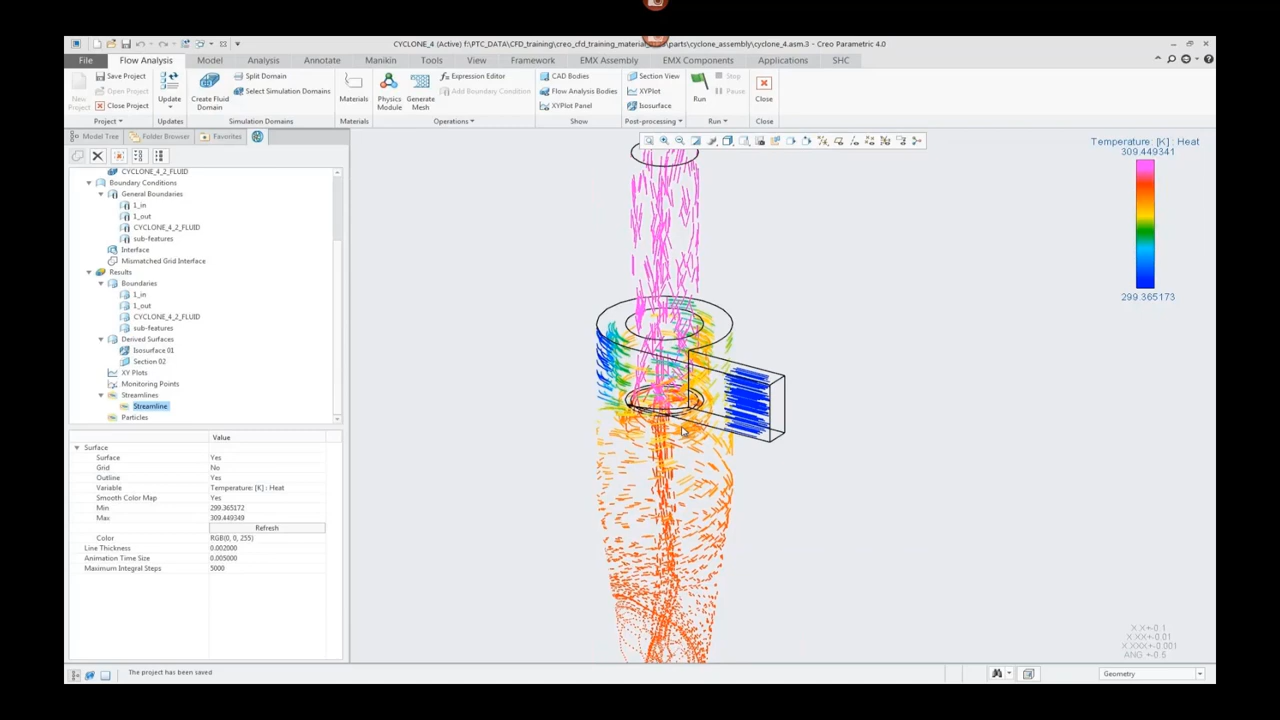 CYCLONE_4 (Active) f:\PTC_DATA\CFD_training\creo_cfd_training_material
parts\cyclone_assembly\cyclone_4.asm.3 - Creo Parametric 4.0
File Flow Analysis Model Analysis Annotate Manikin Tools View Framework EMX Assembly EMX Components Applications SHC
New Project
Save Project
Open Project
Close Project
Update
Create Fluid Domain
Split Domain
Select Simulation Domains
Materials
Physics Module
Generate Mesh
Expression Editor
Add Boundary Condition
CAD Bodies
Flow Analysis Bodies
XYPlot Panel
Section View
XYPlot
Isosurface
Run
Stop
Pause
Close
Project Updates Simulation Domains Materials Operations Show Post-processing Run Close
Model Tree Folder Browser Favorites
CYCLONE_4_2_FLUID
Boundary Conditions
General Boundaries
1_in
1_out
CYCLONE_4_2_FLUID
sub-features
Interface
Mismatched Grid Interface
Results
Boundaries
1_in
1_out
CYCLONE_4_2_FLUID
sub-features
Derived Surfaces
Isosurface 01
Section 02
XY Plots
Monitoring Points
Streamlines
Streamline
Particles
Value
Surface
Surface Yes
Grid No
Outline Yes
Variable Temperature: [K] : Heat
Smooth Color Map Yes
Min 299.365172
Max 309.449349
Refresh
Color RGB(0, 0, 255)
Line Thickness 0.002000
Animation Time Size 0.005000
Maximum Integral Steps 5000
Temperature: [K] : Heat
309.449341
299.365173
X.X+-0.1
X.XX+-0.01
X.XXX+-0.001
ANG +-0.5
The project has been saved
Geometry